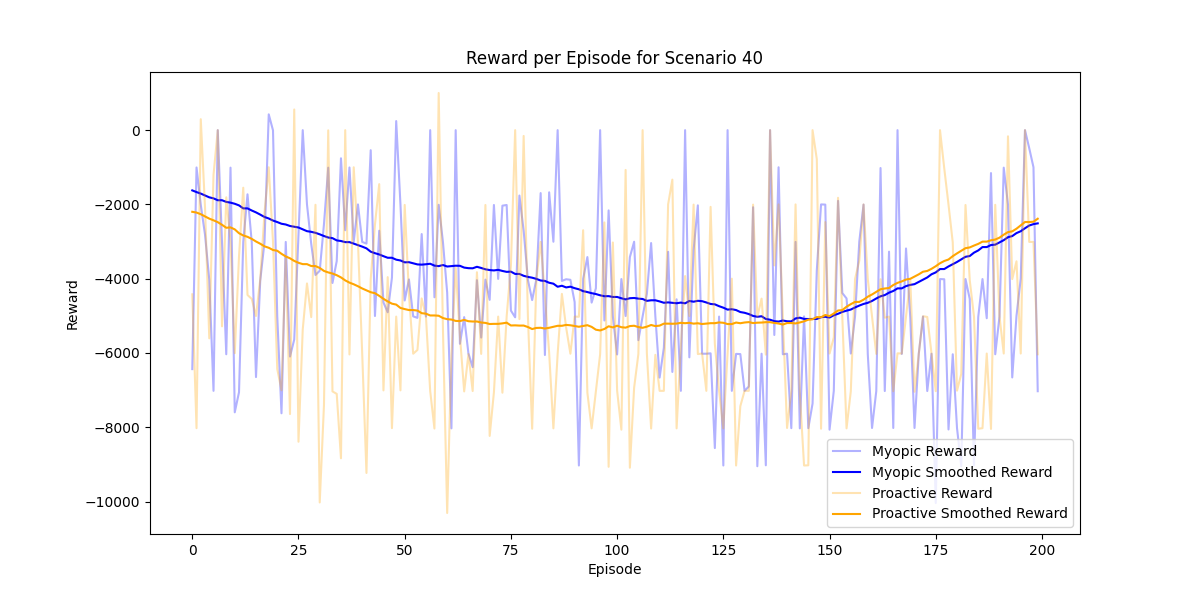 Reward per Episode for Scenario 40
Reward
0
−2000
−4000
−6000
−8000
−10000
0 25 50 75 100 125 150 175 200
Episode
Myopic Reward
Myopic Smoothed Reward
Proactive Reward
Proactive Smoothed Reward